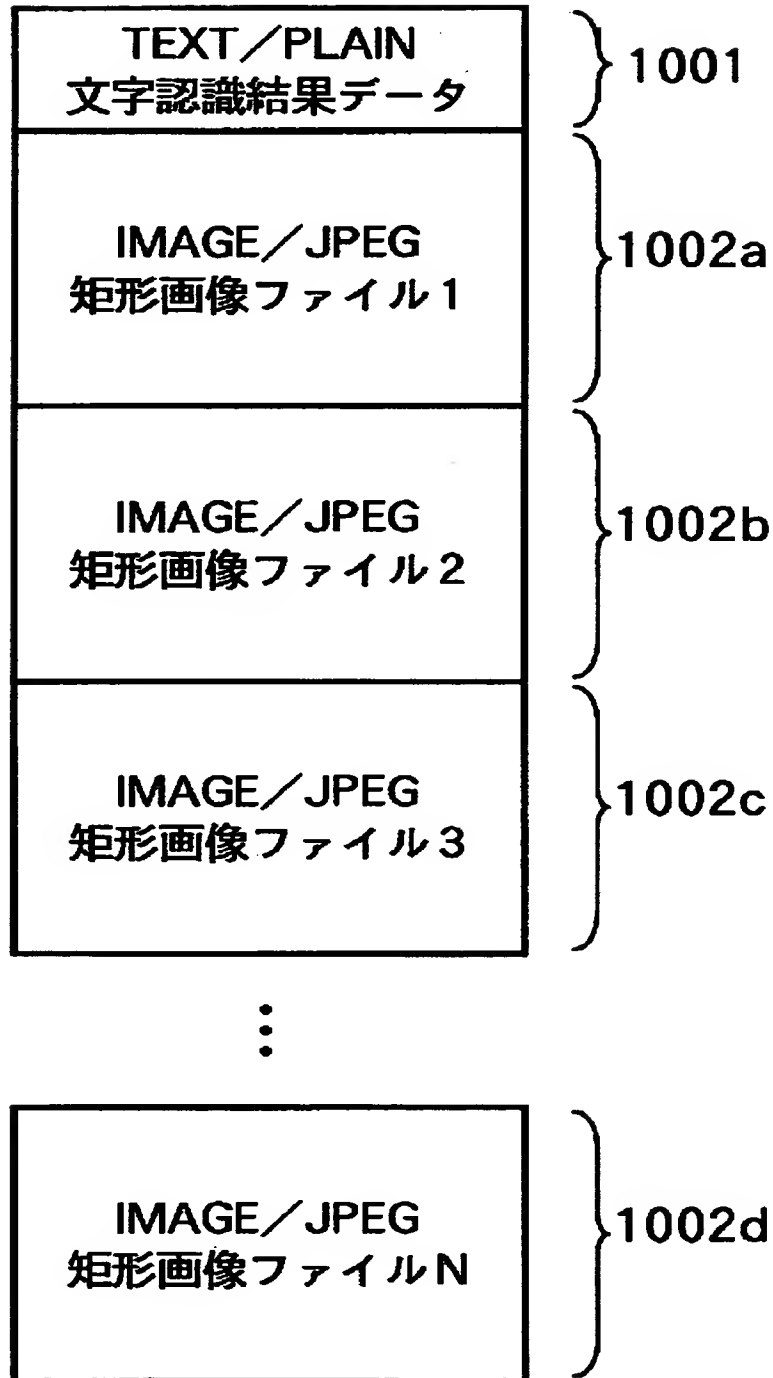 TEXT／PLAIN
文字認識結果データ
1001
IMAGE／JPEG
矩形画像ファイル1
1002a
IMAGE／JPEG
矩形画像ファイル2
1002b
IMAGE／JPEG
矩形画像ファイル3
1002c
⋮
IMAGE／JPEG
矩形画像ファイルN
1002d